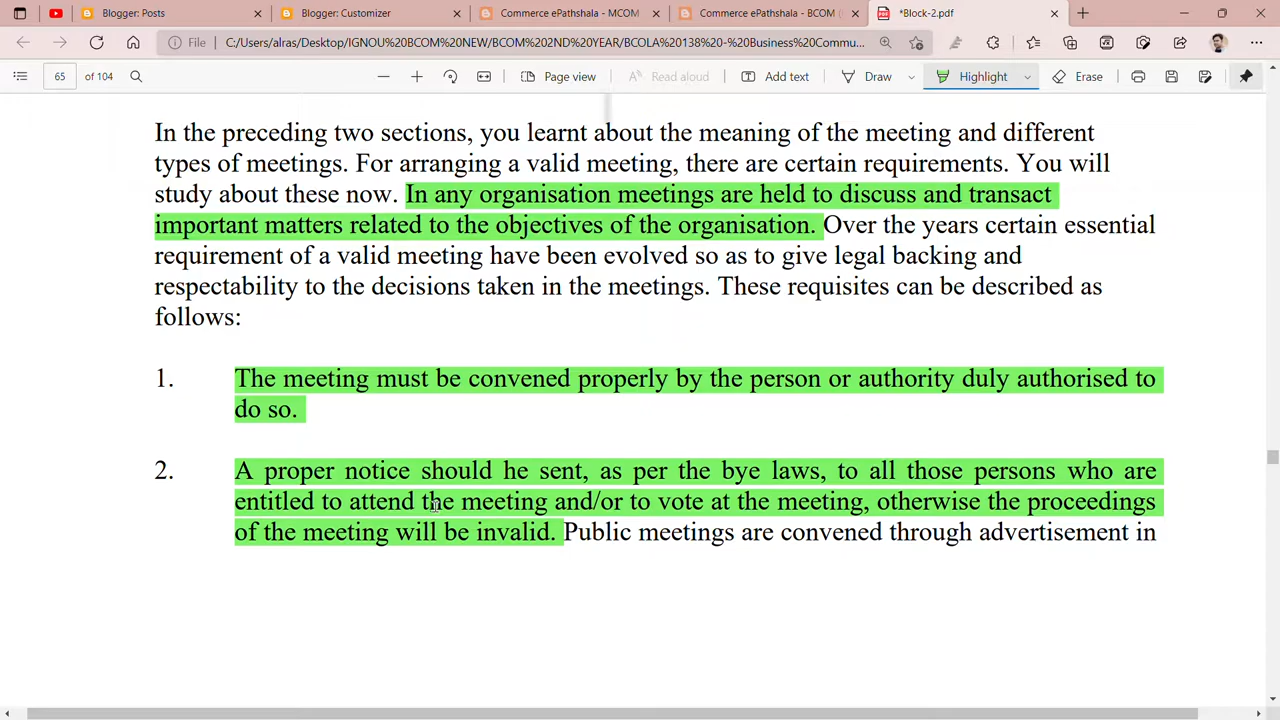 Blogger: Posts
Blogger: Customizer
Commerce ePathshala - MCOM
Commerce ePathshala - BCOM (
*Block-2.pdf
File
C:/Users/alras/Desktop/IGNOU%20BCOM%20NEW/BCOM%202ND%20YEAR/BCOLA%20138%20-%20Business%20Commu...
65 of 104
Page view
Read aloud
Add text
Draw
Highlight
Erase
In the preceding two sections, you learnt about the meaning of the meeting and different
types of meetings. For arranging a valid meeting, there are certain requirements. You will
study about these now. In any organisation meetings are held to discuss and transact
important matters related to the objectives of the organisation. Over the years certain essential
requirement of a valid meeting have been evolved so as to give legal backing and
respectability to the decisions taken in the meetings. These requisites can be described as
follows:
1. The meeting must be convened properly by the person or authority duly authorised to
do so.
2. A proper notice should he sent, as per the bye laws, to all those persons who are
entitled to attend the meeting and/or to vote at the meeting, otherwise the proceedings
of the meeting will be invalid. Public meetings are convened through advertisement in